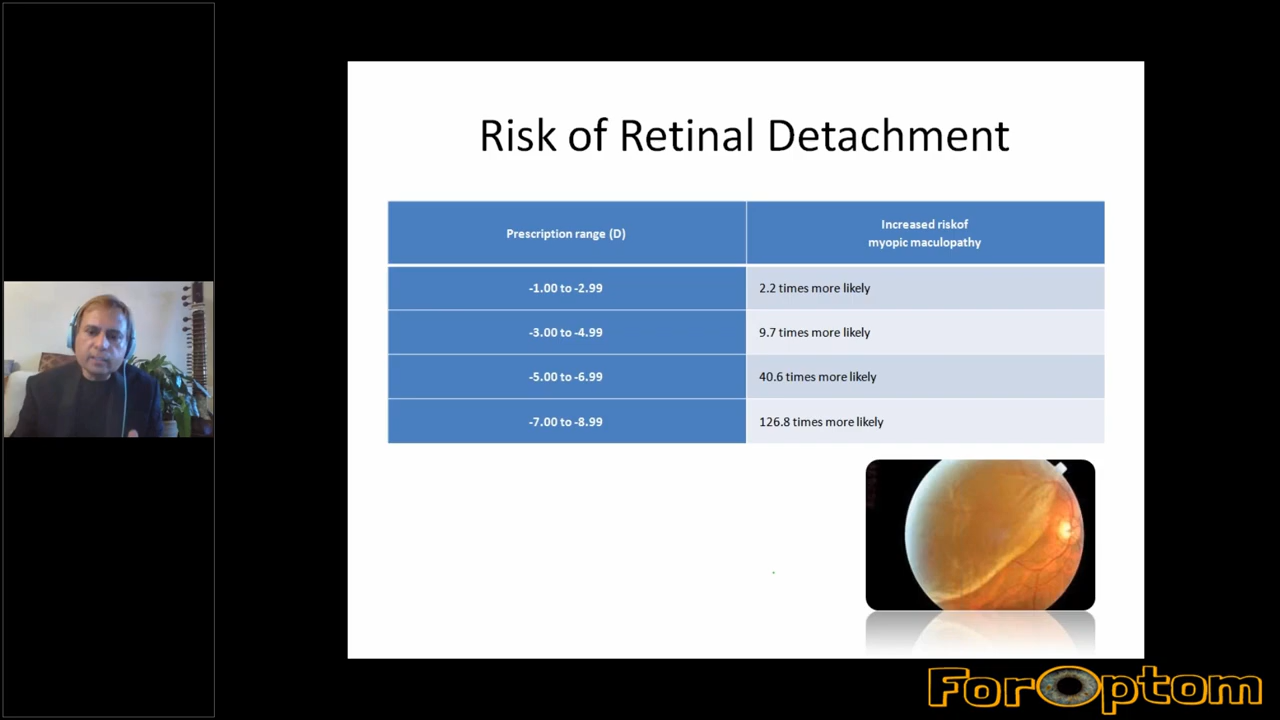 Risk of Retinal Detachment
Prescription range (D)
Increased riskof
myopic maculopathy
-1.00 to -2.99
2.2 times more likely
-3.00 to -4.99
9.7 times more likely
-5.00 to -6.99
40.6 times more likely
-7.00 to -8.99
126.8 times more likely
ForOptom